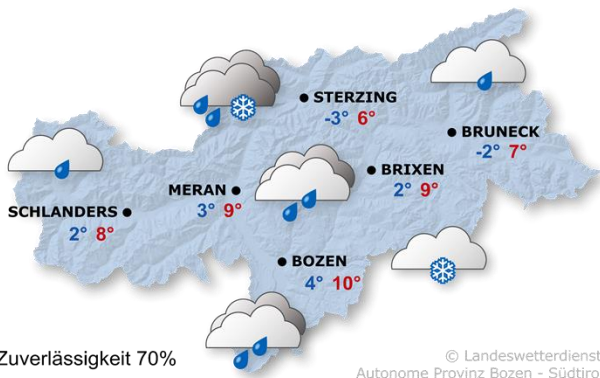 STERZING
-3° 6°
BRUNECK
-2° 7°
BRIXEN
2° 9°
MERAN
3° 9°
SCHLANDERS
2° 8°
BOZEN
4° 10°
Zuverlässigkeit 70%
© Landeswetterdienst
Autonome Provinz Bozen - Südtirol